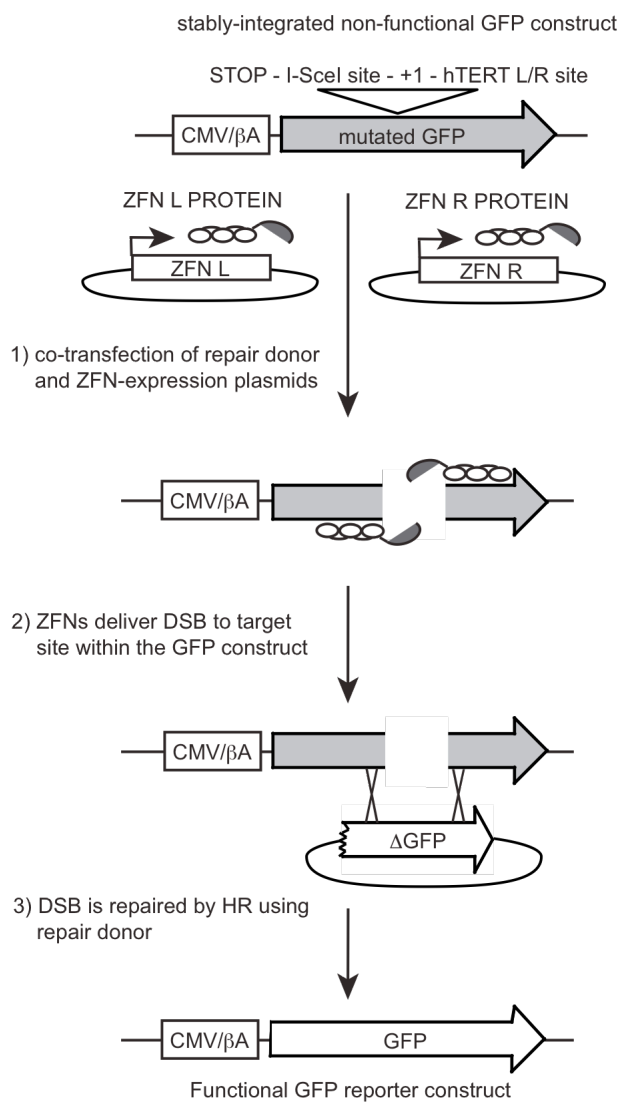 stably-integrated non-functional GFP construct
STOP - I-SceI site - +1 - hTERT L/R site
CMV/βA
mutated GFP
ZFN L PROTEIN
ZFN R PROTEIN
ZFN L
ZFN R
1) co-transfection of repair donor
and ZFN-expression plasmids
CMV/βA
2) ZFNs deliver DSB to target
site within the GFP construct
CMV/βA
ΔGFP
3) DSB is repaired by HR using
repair donor
CMV/βA
GFP
Functional GFP reporter construct